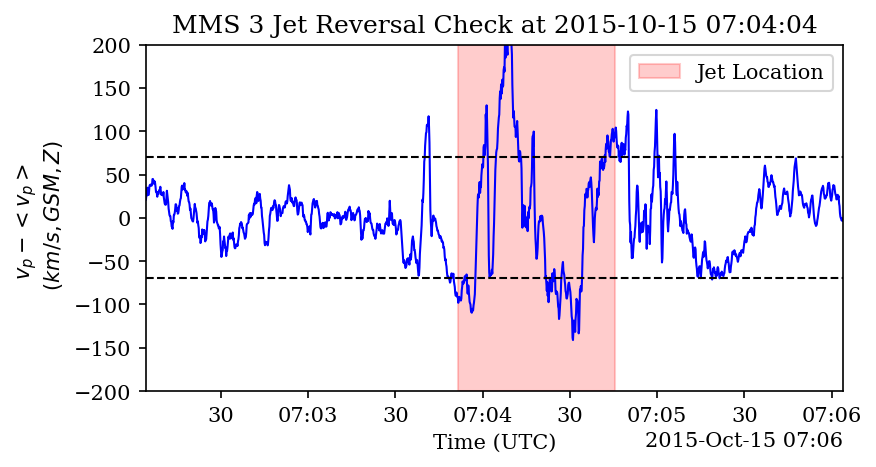 MMS 3 Jet Reversal Check at 2015-10-15 07:04:04
200
150
100
50
0
−50
−100
−150
−200
v_p − <v_p>
(km/s, GSM, Z)
Jet Location
30 07:03 30 07:04 30 07:05 30 07:06
Time (UTC)
2015-Oct-15 07:06